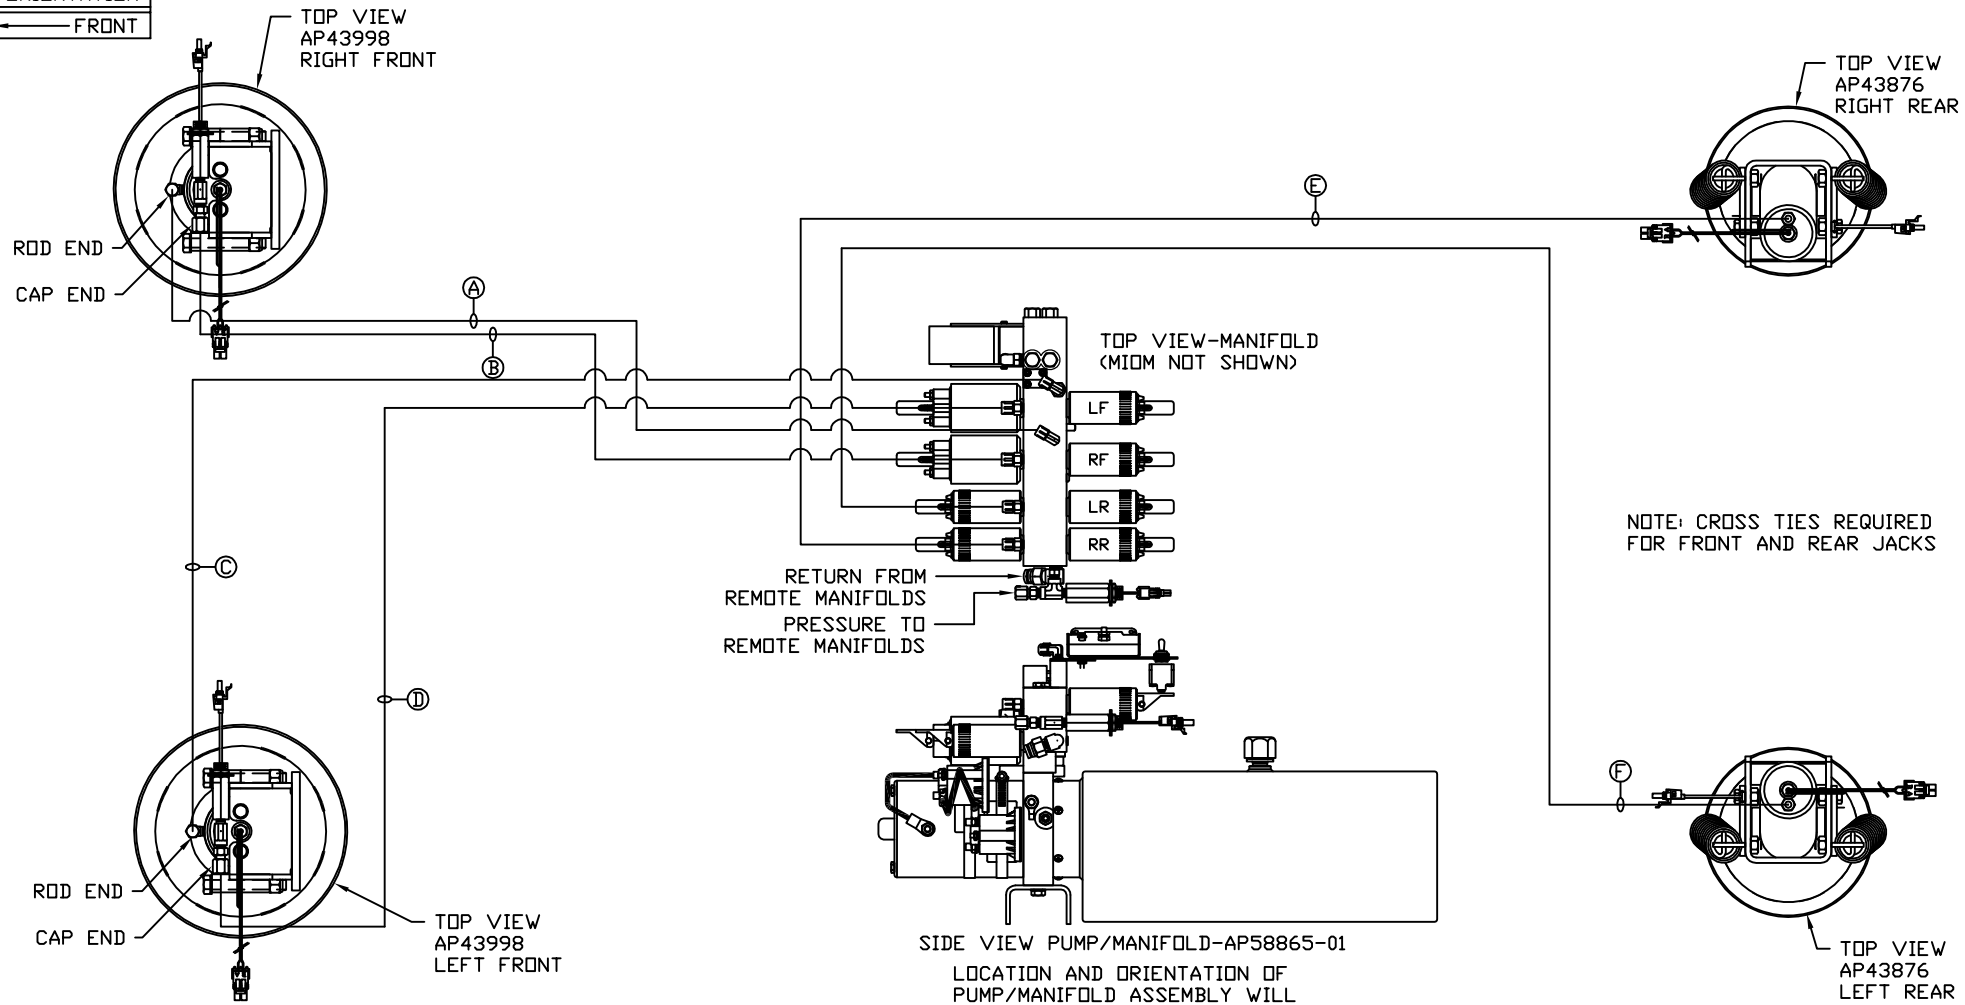 FRONT
TOP VIEW
AP43998
RIGHT FRONT
TOP VIEW
AP43876
RIGHT REAR
E
ROD END
CAP END
A
B
TOP VIEW-MANIFOLD
(MIOM NOT SHOWN)
LF
RF
LR
RR
NOTE: CROSS TIES REQUIRED
FOR FRONT AND REAR JACKS
C
RETURN FROM
REMOTE MANIFOLDS
PRESSURE TO
REMOTE MANIFOLDS
D
F
ROD END
CAP END
TOP VIEW
AP43998
LEFT FRONT
SIDE VIEW PUMP/MANIFOLD-AP58865-01
LOCATION AND ORIENTATION OF
PUMP/MANIFOLD ASSEMBLY WILL
TOP VIEW
AP43876
LEFT REAR